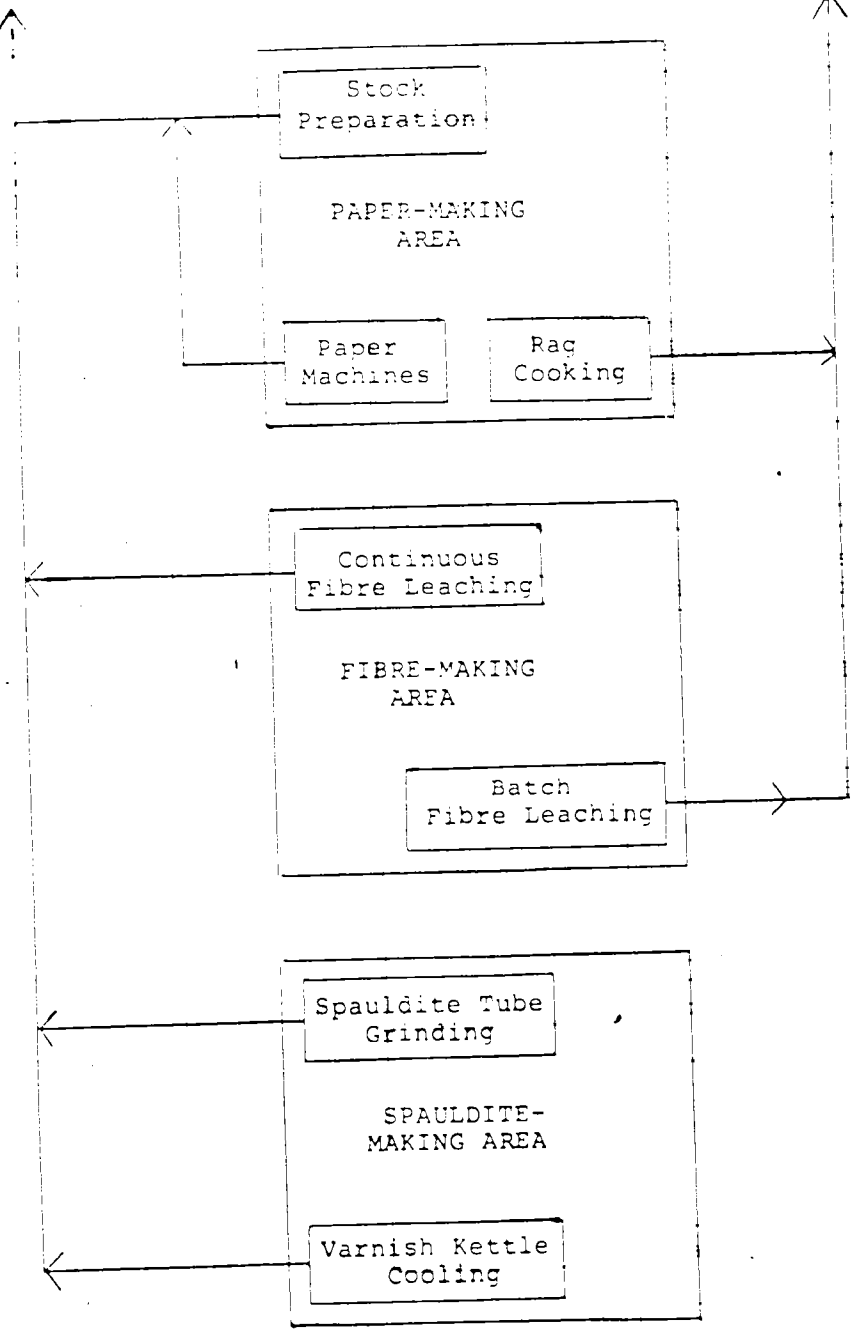 Stock
Preparation
PAPER-MAKING
AREA
Paper
Machines
Rag
Cooking
Continuous
Fibre Leaching
FIBRE-MAKING
AREA
Batch
Fibre Leaching
Spauldite Tube
Grinding
SPAULDITE-
MAKING AREA
Varnish Kettle
Cooling